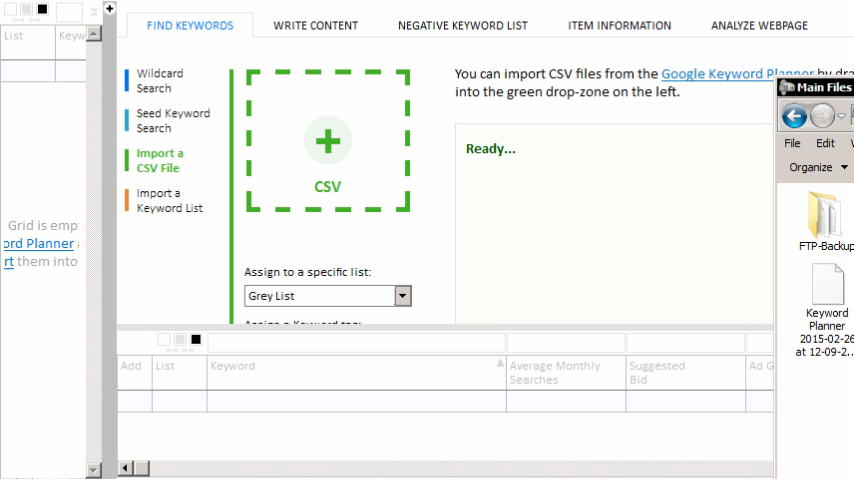 FIND KEYWORDS
WRITE CONTENT
NEGATIVE KEYWORD LIST
ITEM INFORMATION
ANALYZE WEBPAGE
List
Keyw
Grid is emp
ord Planner
rt them into
Wildcard
Search
Seed Keyword
Search
Import a
CSV File
Import a
Keyword List
CSV
Assign to a specific list:
Grey List
You can import CSV files from the Google Keyword Planner by dra
into the green drop-zone on the left.
Ready...
Add
List
Keyword
Average Monthly
Searches
Suggested
Bid
Ad G
Main Files
File
Edit
Organize
FTP-Backup
Keyword
Planner
2015-02-26
at 12-09-2...